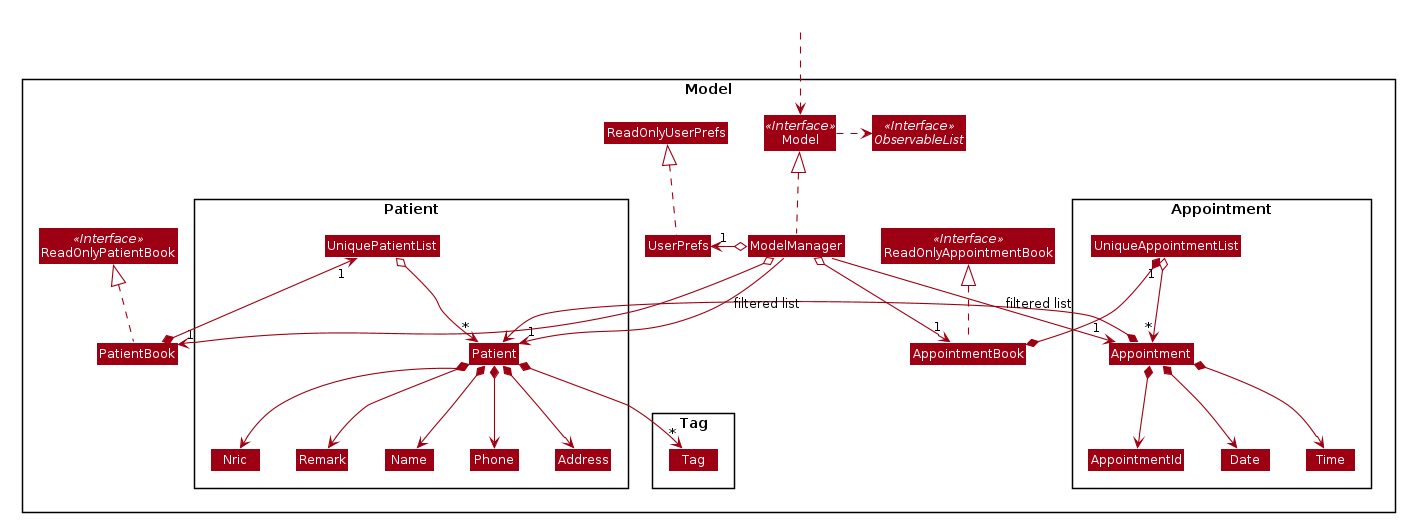 Model
ReadOnlyUserPrefs
«Interface»
Model
«Interface»
ObservableList
Patient
Appointment
«Interface»
ReadOnlyPatientBook
UniquePatientList
UserPrefs
1
ModelManager
«Interface»
ReadOnlyAppointmentBook
UniqueAppointmentList
1
1
filtered list
filtered list
1
*
1
1
1
*
PatientBook
Patient
AppointmentBook
Appointment
Tag
*
Nric
Remark
Name
Phone
Address
Tag
AppointmentId
Date
Time